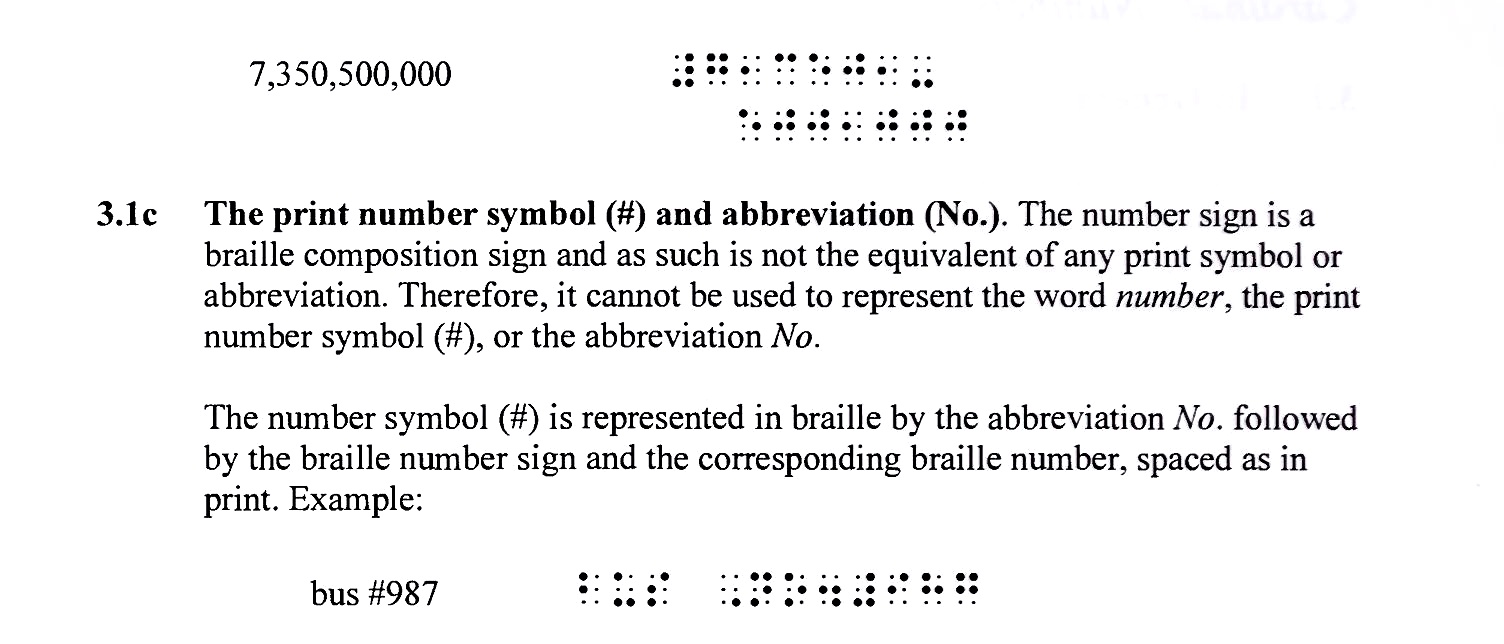 7,350,500,000 ⠼⠛⠂⠉⠑⠚⠂⠤
⠑⠚⠚⠂⠚⠚⠚
3.1c The print number symbol (#) and abbreviation (No.). The number sign is a
braille composition sign and as such is not the equivalent of any print symbol or
abbreviation. Therefore, it cannot be used to represent the word number, the print
number symbol (#), or the abbreviation No.
The number symbol (#) is represented in braille by the abbreviation No. followed
by the braille number sign and the corresponding braille number, spaced as in
print. Example:
bus #987 ⠃⠥⠎ ⠠⠝⠕⠲⠼⠊⠓⠛